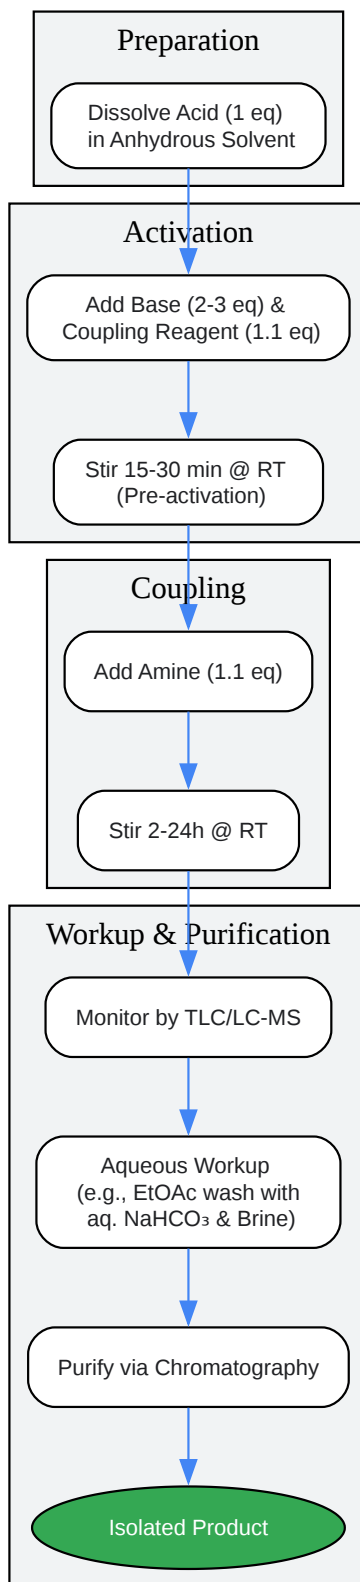 Preparation
Dissolve Acid (1 eq)
in Anhydrous Solvent
Activation
Add Base (2-3 eq) &
Coupling Reagent (1.1 eq)
Stir 15-30 min @ RT
(Pre-activation)
Coupling
Add Amine (1.1 eq)
Stir 2-24h @ RT
Workup & Purification
Monitor by TLC/LC-MS
Aqueous Workup
(e.g., EtOAc wash with
aq. NaHCO₃ & Brine)
Purify via Chromatography
Isolated Product